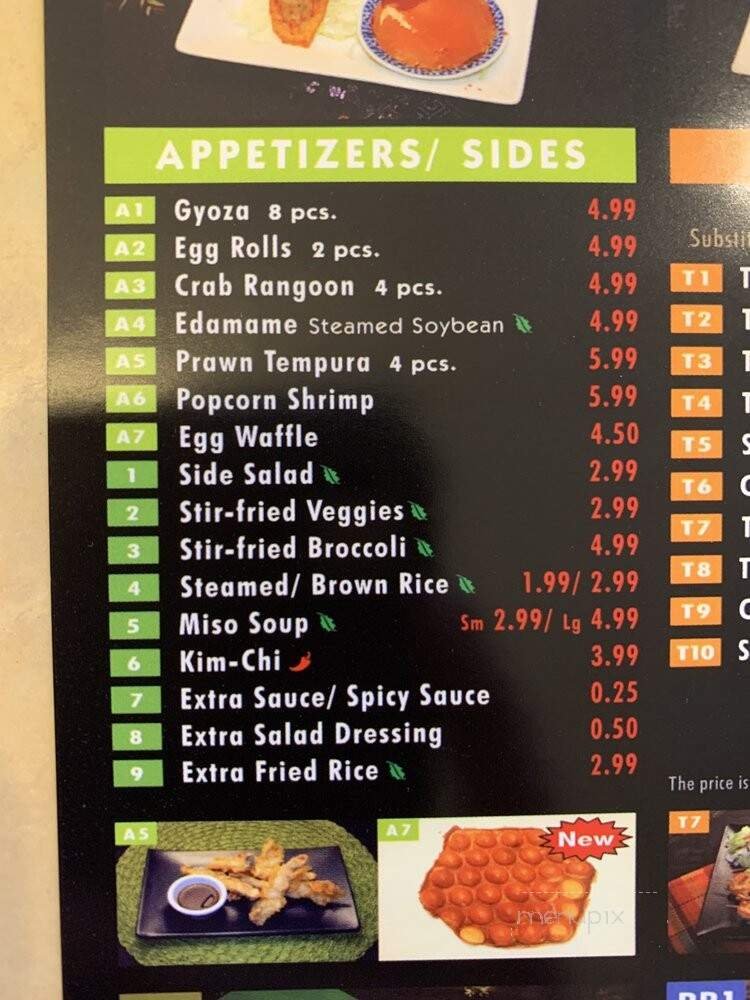 APPETIZERS/ SIDES
A1 Gyoza 8 pcs. 4.99
A2 Egg Rolls 2 pcs. 4.99
A3 Crab Rangoon 4 pcs. 4.99
A4 Edamame Steamed Soybean 4.99
A5 Prawn Tempura 4 pcs. 5.99
A6 Popcorn Shrimp 5.99
A7 Egg Waffle 4.50
1 Side Salad 2.99
2 Stir-fried Veggies 2.99
3 Stir-fried Broccoli 4.99
4 Steamed/ Brown Rice 1.99/ 2.99
5 Miso Soup Sm 2.99/ Lg 4.99
6 Kim-Chi 3.99
7 Extra Sauce/ Spicy Sauce 0.25
8 Extra Salad Dressing 0.50
9 Extra Fried Rice 2.99
A5
A7
New
menupix
Substit
T1 T
T2 T
T3 T
T4 T
T5 S
T6 C
T7 T
T8 T
T9 C
T10 S
The price is
T7
BB1